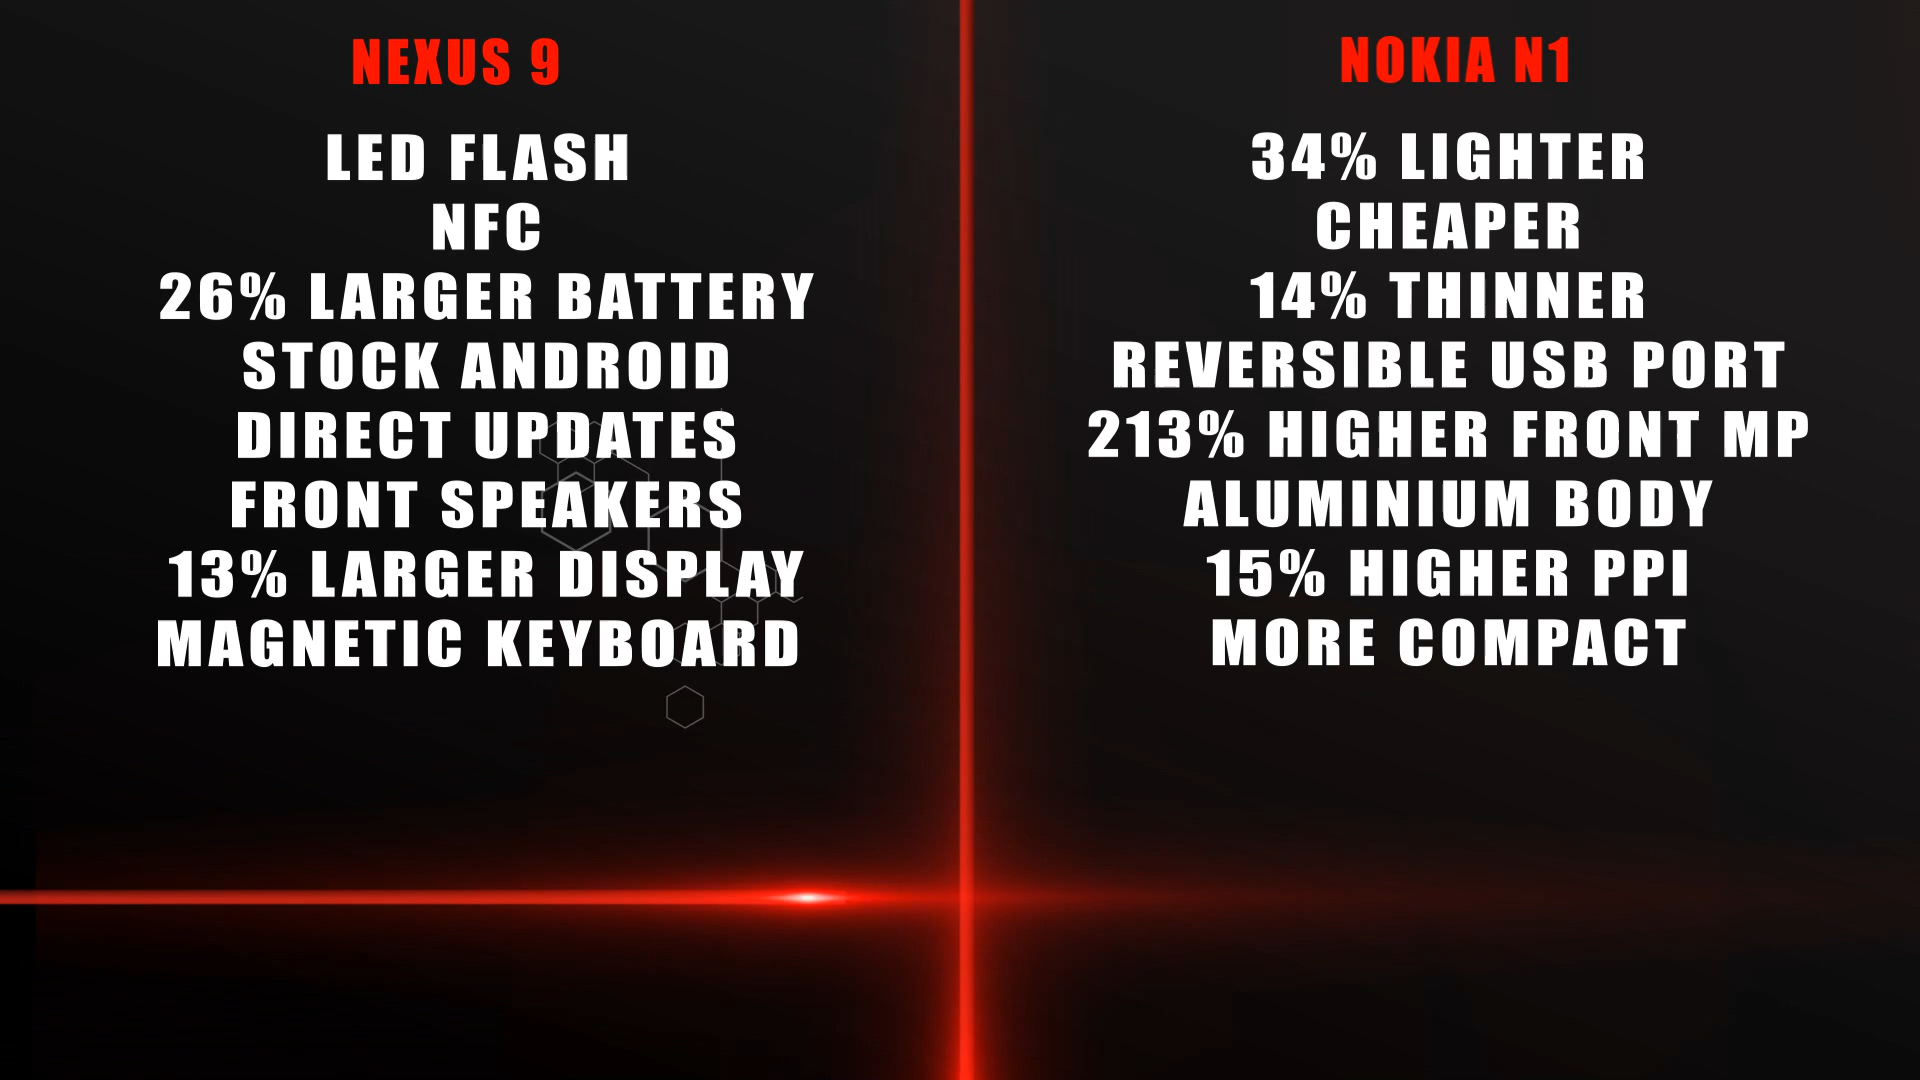 NEXUS 9
LED FLASH
NFC
26% LARGER BATTERY
STOCK ANDROID
DIRECT UPDATES
FRONT SPEAKERS
13% LARGER DISPLAY
MAGNETIC KEYBOARD
NOKIA N1
34% LIGHTER
CHEAPER
14% THINNER
REVERSIBLE USB PORT
213% HIGHER FRONT MP
ALUMINIUM BODY
15% HIGHER PPI
MORE COMPACT